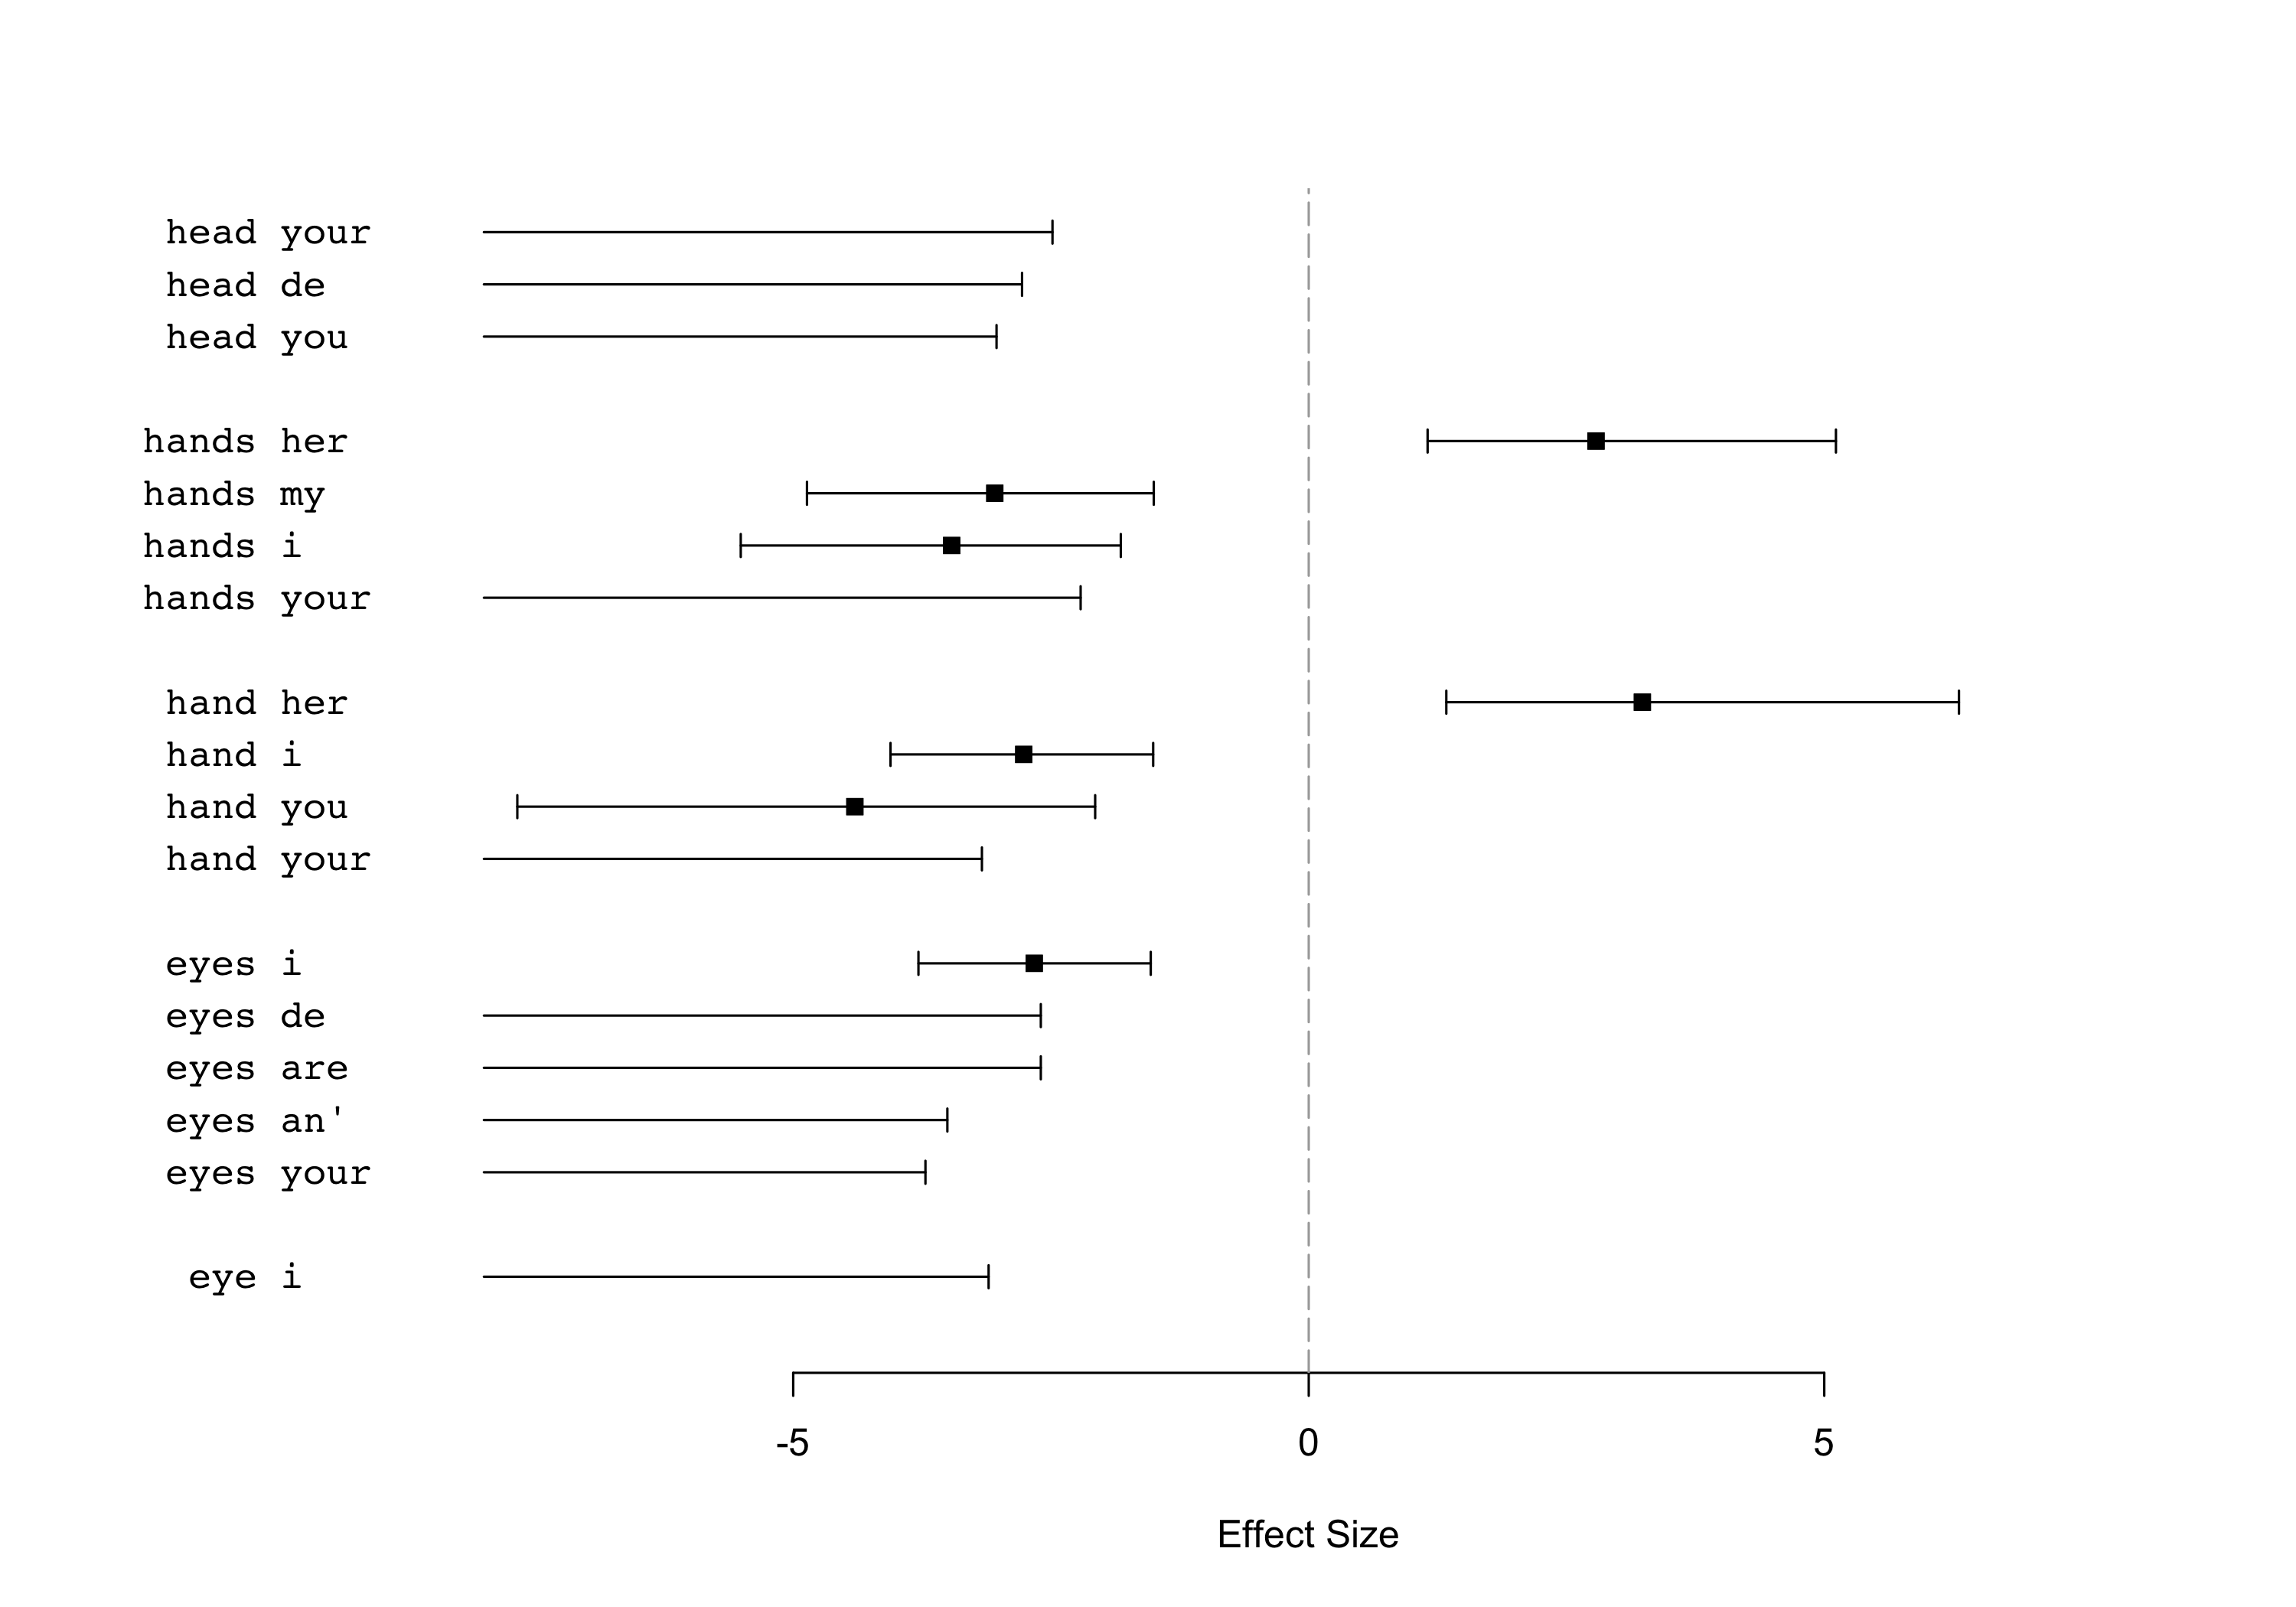 head your
head de
head you
hands her
hands my
hands i
hands your
hand her
hand i
hand you
hand your
eyes i
eyes de
eyes are
eyes an'
eyes your
eye i
-5 0 5
Effect Size